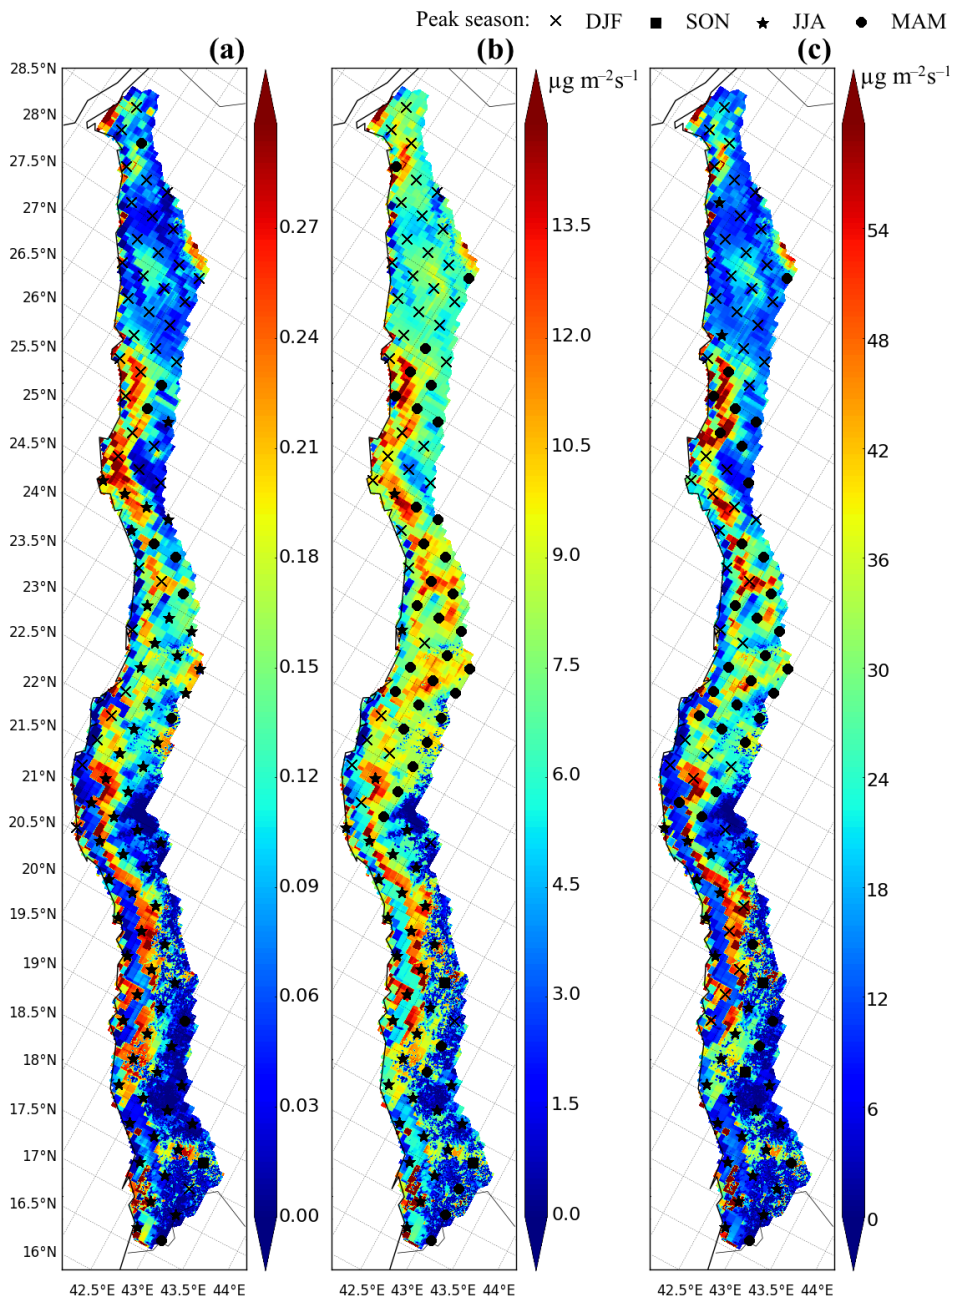 Peak season: × DJF ■ SON ★ JJA ● MAM
(a) (b) (c)
µg m⁻²s⁻¹ µg m⁻²s⁻¹
28.5°N
28°N
27.5°N
27°N
26.5°N
26°N
25.5°N
25°N
24.5°N
24°N
23.5°N
23°N
22.5°N
22°N
21.5°N
21°N
20.5°N
20°N
19.5°N
19°N
18.5°N
18°N
17.5°N
17°N
16.5°N
16°N
0.27
0.24
0.21
0.18
0.15
0.12
0.09
0.06
0.03
0.00
13.5
12.0
10.5
9.0
7.5
6.0
4.5
3.0
1.5
0.0
54
48
42
36
30
24
18
12
6
0
42.5°E 43°E 43.5°E 44°E 42.5°E 43°E 43.5°E 44°E 42.5°E 43°E 43.5°E 44°E